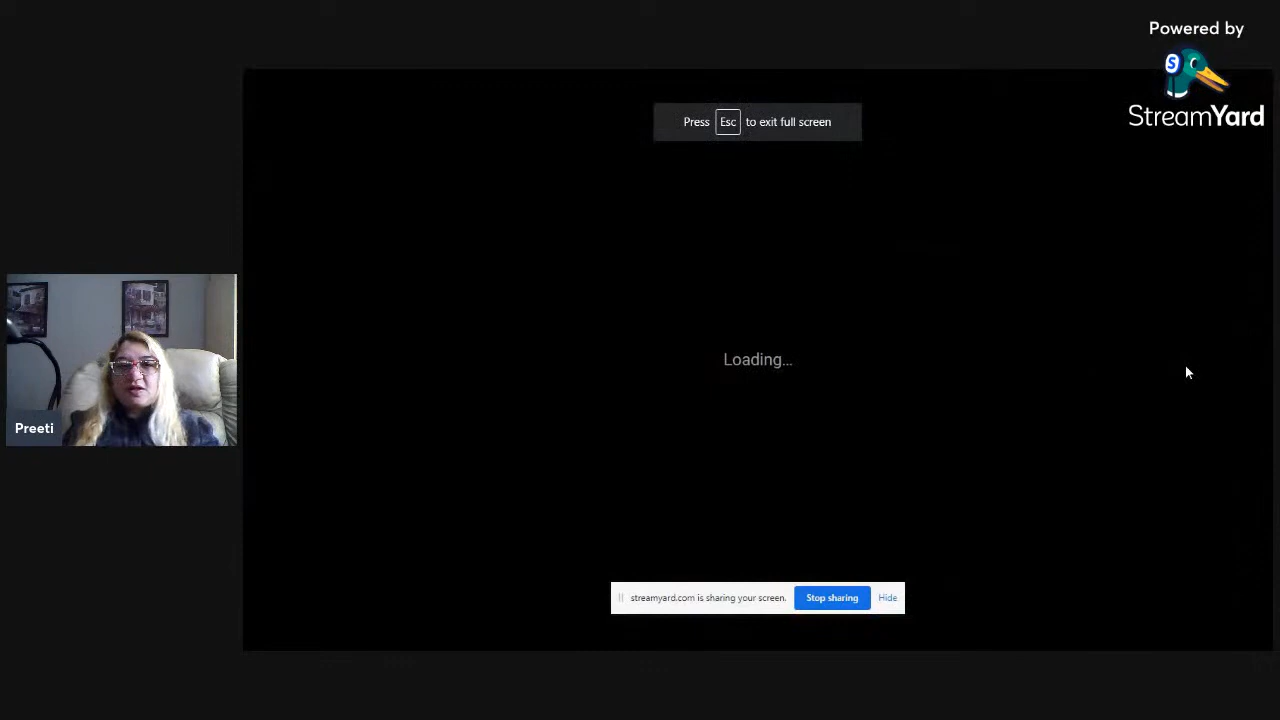 Powered by
S
StreamYard
Press Esc to exit full screen
Loading...
Preeti
streamyard.com is sharing your screen. Stop sharing Hide